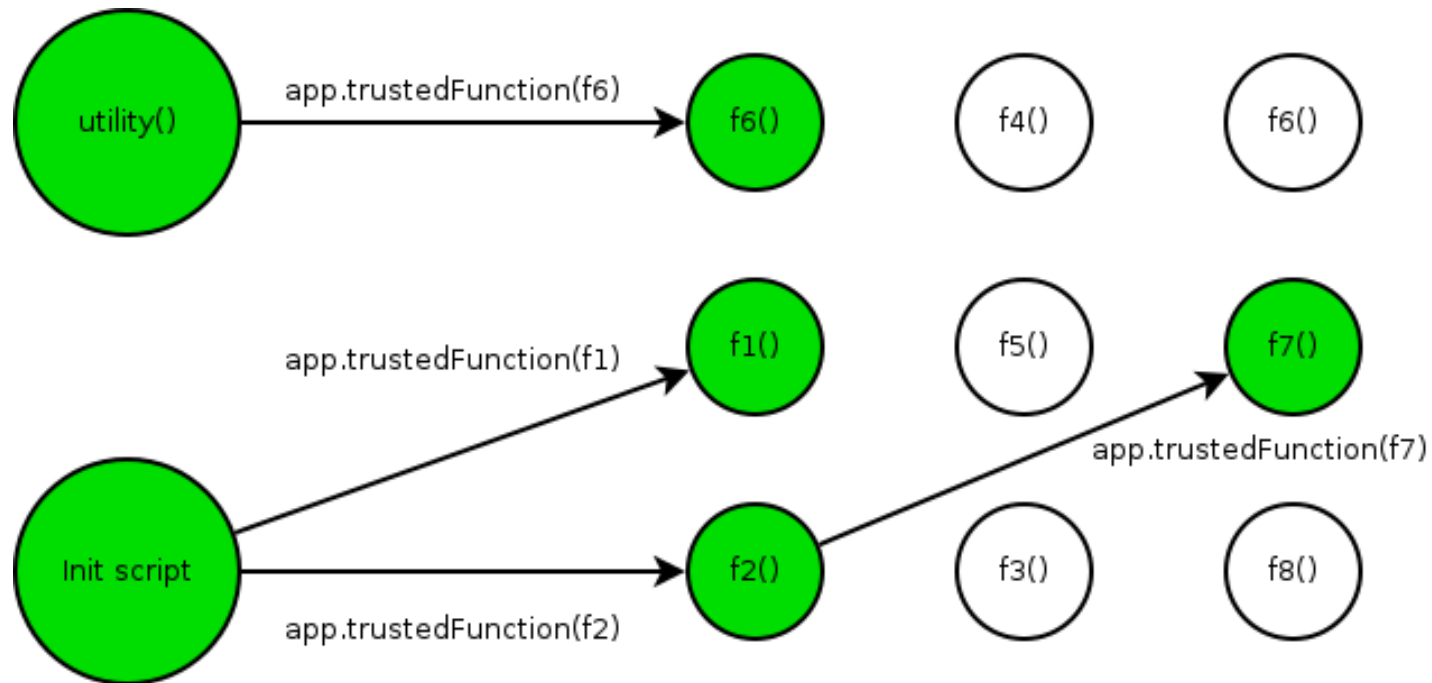 app.trustedFunction(f6)
utility()
f6()
f4()
f6()
app.trustedFunction(f1)
f1()
f5()
f7()
app.trustedFunction(f7)
Init script
f2()
f3()
f8()
app.trustedFunction(f2)